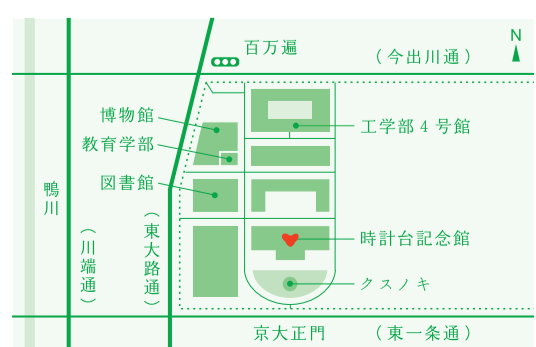 百万遍
(今出川通)
N
博物館
工学部4号館
教育学部
図書館
鴨川
(川端通)
(東大路通)
時計台記念館
クスノキ
京大正門
(東一条通)